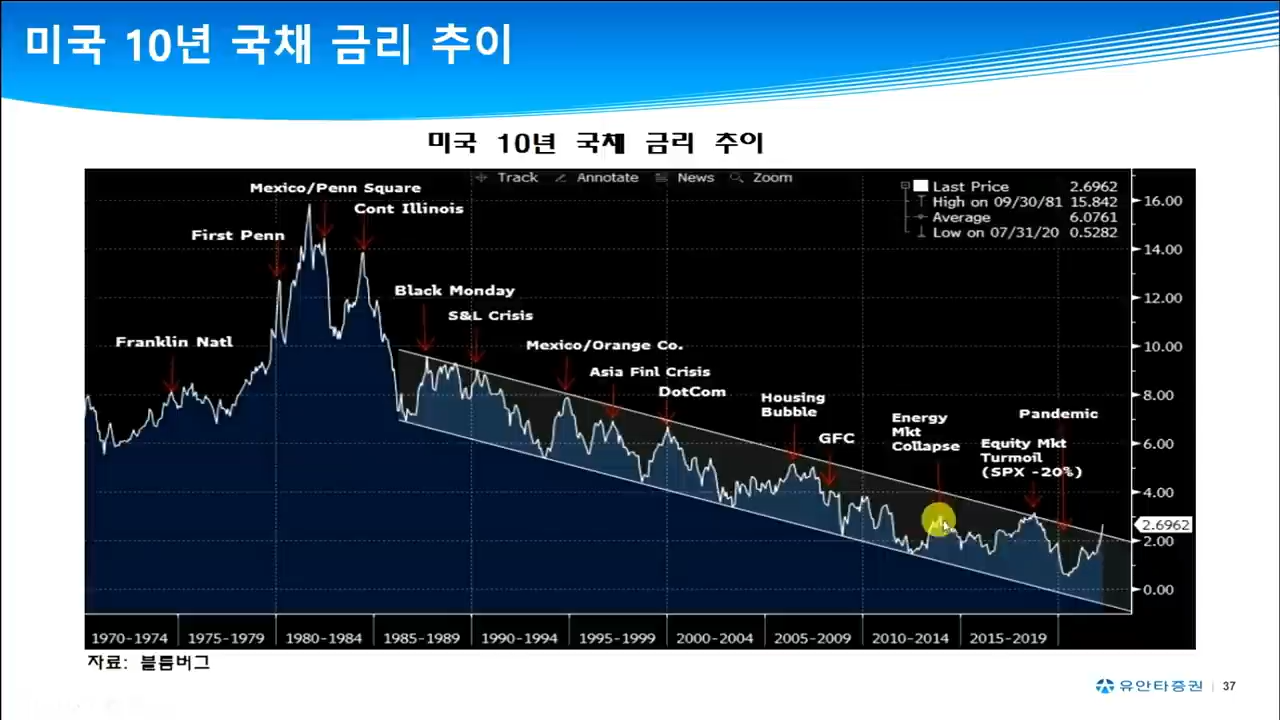 미국 10년 국채 금리 추이
미국 10년 국채 금리 추이
Track Annotate News Zoom
Last Price 2.6962
High on 09/30/81 15.842
Average 6.0761
Low on 07/31/20 0.5282
Mexico/Penn Square
Cont Illinois
First Penn
Black Monday
S&L Crisis
Franklin Natl
Mexico/Orange Co.
Asia Finl Crisis
DotCom
Housing
Bubble
GFC
Energy
Mkt
Collapse
Pandemic
Equity Mkt
Turmoil
(SPX -20%)
16.00
14.00
12.00
10.00
8.00
6.00
4.00
2.6962
2.00
0.00
1970-1974 1975-1979 1980-1984 1985-1989 1990-1994 1995-1999 2000-2004 2005-2009 2010-2014 2015-2019
자료: 블룸버그
유안타증권 | 37